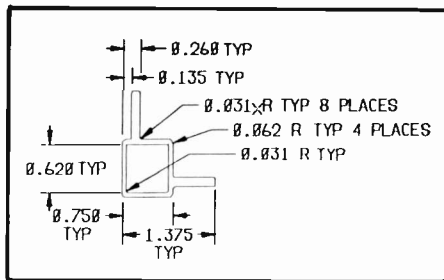 0.260 TYP
0.135 TYP
0.031×R TYP 8 PLACES
0.062 R TYP 4 PLACES
0.031 R TYP
0.620 TYP
0.750
TYP
1.375
TYP